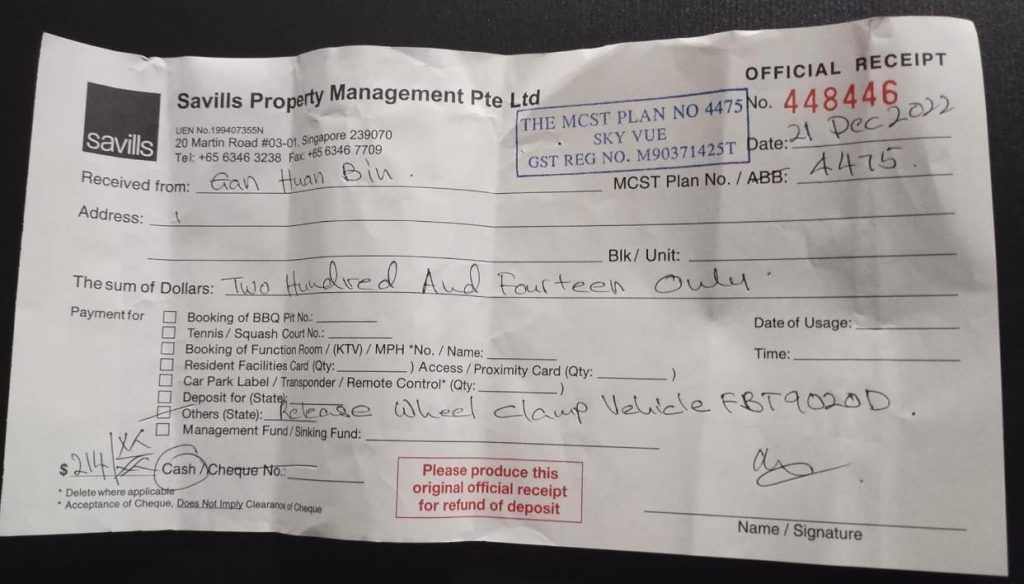 OFFICIAL RECEIPT
savills
Savills Property Management Pte Ltd
UEN No.199407355N
20 Martin Road #03-01, Singapore 239070
Tel: +65 6346 3238 Fax: +65 6346 7709
THE MCST PLAN NO 4475
SKY VUE
GST REG NO. M90371425T
No. 448446
Date: 21 Dec 2022
Received from: Gan Huan Bin.
MCST Plan No. / ABB: 4475.
Address:
Blk / Unit:
The sum of Dollars: Two Hundred And Fourteen Only.
Payment for
Booking of BBQ Pit No.:
Date of Usage:
Tennis / Squash Court No.:
Booking of Function Room / (KTV) / MPH *No. / Name:
Time:
Resident Facilities Card (Qty: ) Access / Proximity Card (Qty: )
Car Park Label / Transponder / Remote Control* (Qty: )
Deposit for (State):
Others (State): Release Wheel Clamp Vehicle FBT9020D.
Management Fund / Sinking Fund:
$ 214/xx Cash / Cheque No.:
* Delete where applicable
* Acceptance of Cheque, Does Not Imply Clearance of Cheque
Please produce this
original official receipt
for refund of deposit
Name / Signature